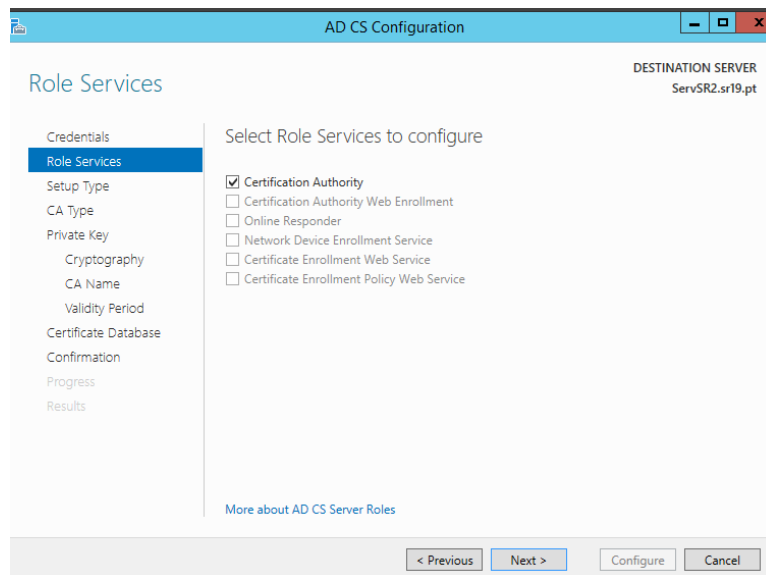 AD CS Configuration
Role Services
DESTINATION SERVER
ServSR2.sr19.pt
Credentials
Role Services
Setup Type
CA Type
Private Key
Cryptography
CA Name
Validity Period
Certificate Database
Confirmation
Progress
Results
Select Role Services to configure
Certification Authority
Certification Authority Web Enrollment
Online Responder
Network Device Enrollment Service
Certificate Enrollment Web Service
Certificate Enrollment Policy Web Service
More about AD CS Server Roles
< Previous
Next >
Configure
Cancel